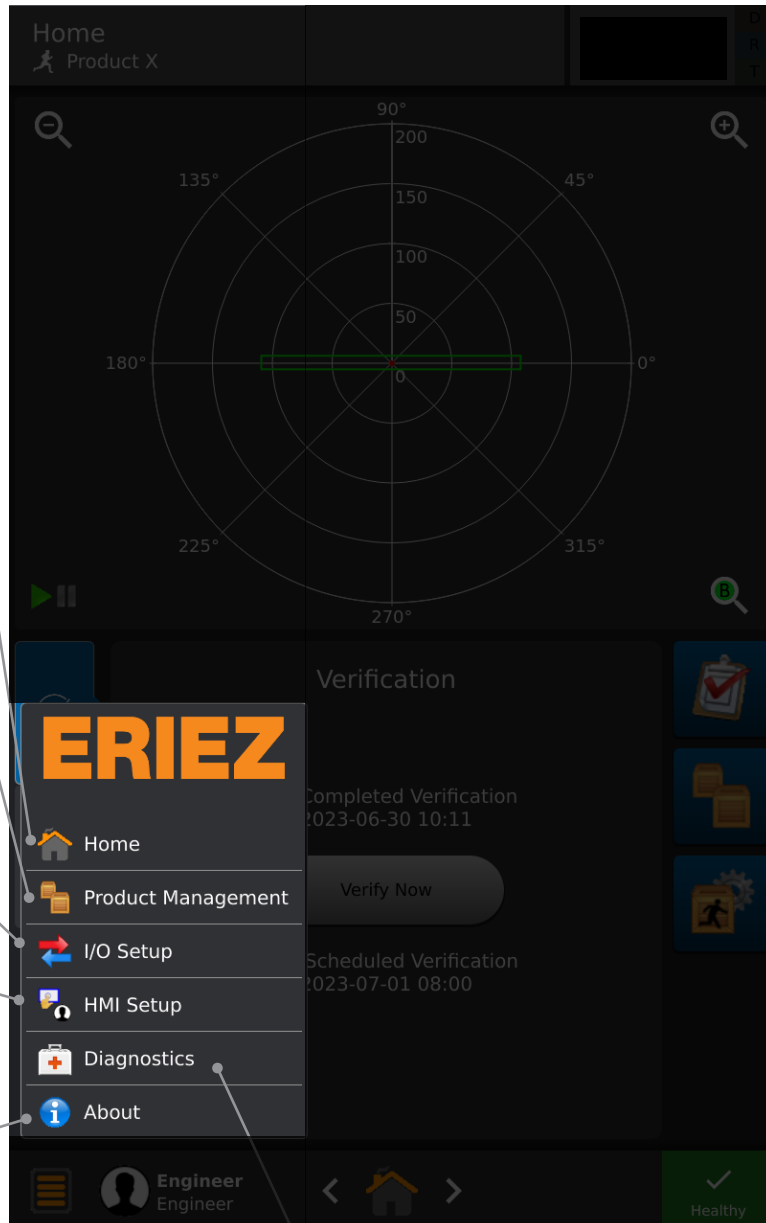 Home
Product X
D
R
T
90°
200
135°
45°
150
100
50
180°
0°
0
225°
315°
B
270°
Verification
ERIEZ
Completed Verification
2023-06-30 10:11
Home
Verify Now
Product Management
I/O Setup
Scheduled Verification
2023-07-01 08:00
HMI Setup
Diagnostics
About
Engineer
Engineer
Healthy